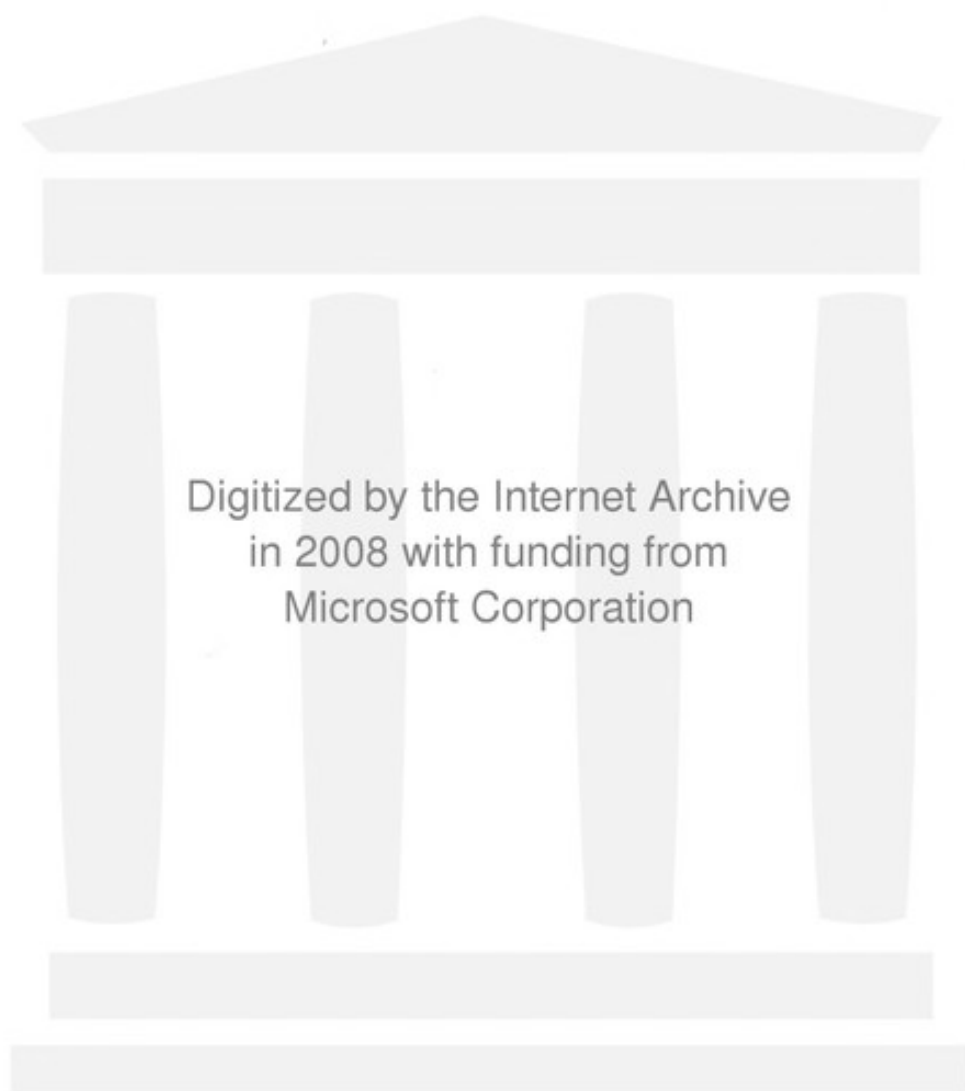 Digitized by the Internet Archive
in 2008 with funding from
Microsoft Corporation